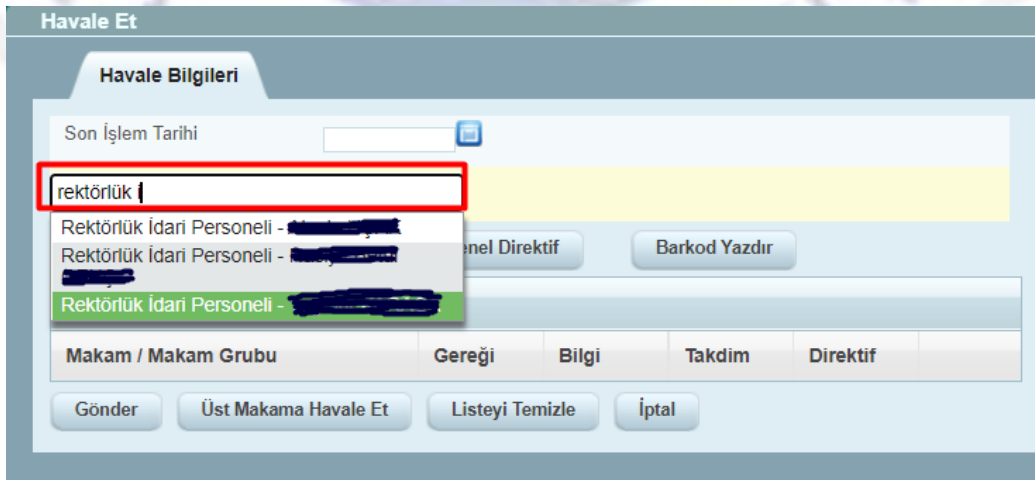 Havale Et
Havale Bilgileri
Son İşlem Tarihi
rektörlük i
Rektörlük İdari Personeli -
Rektörlük İdari Personeli -
Rektörlük İdari Personeli -
Direktif
Barkod Yazdır
Makam / Makam Grubu Gereği Bilgi Takdim Direktif
Gönder Üst Makama Havale Et Listeyi Temizle İptal